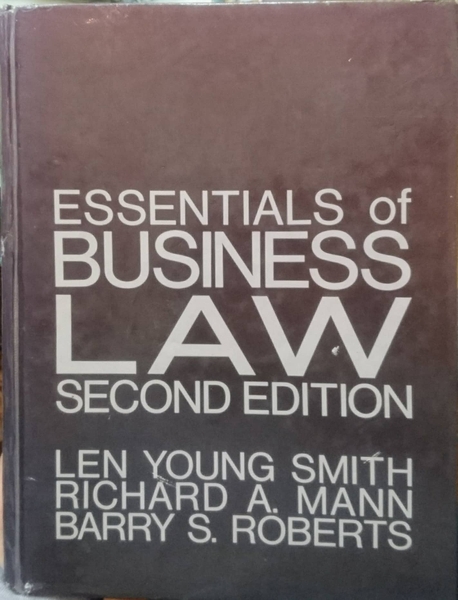 ESSENTIALS of
BUSINESS
LAW
SECOND EDITION
LEN YOUNG SMITH
RICHARD A. MANN
BARRY S. ROBERTS